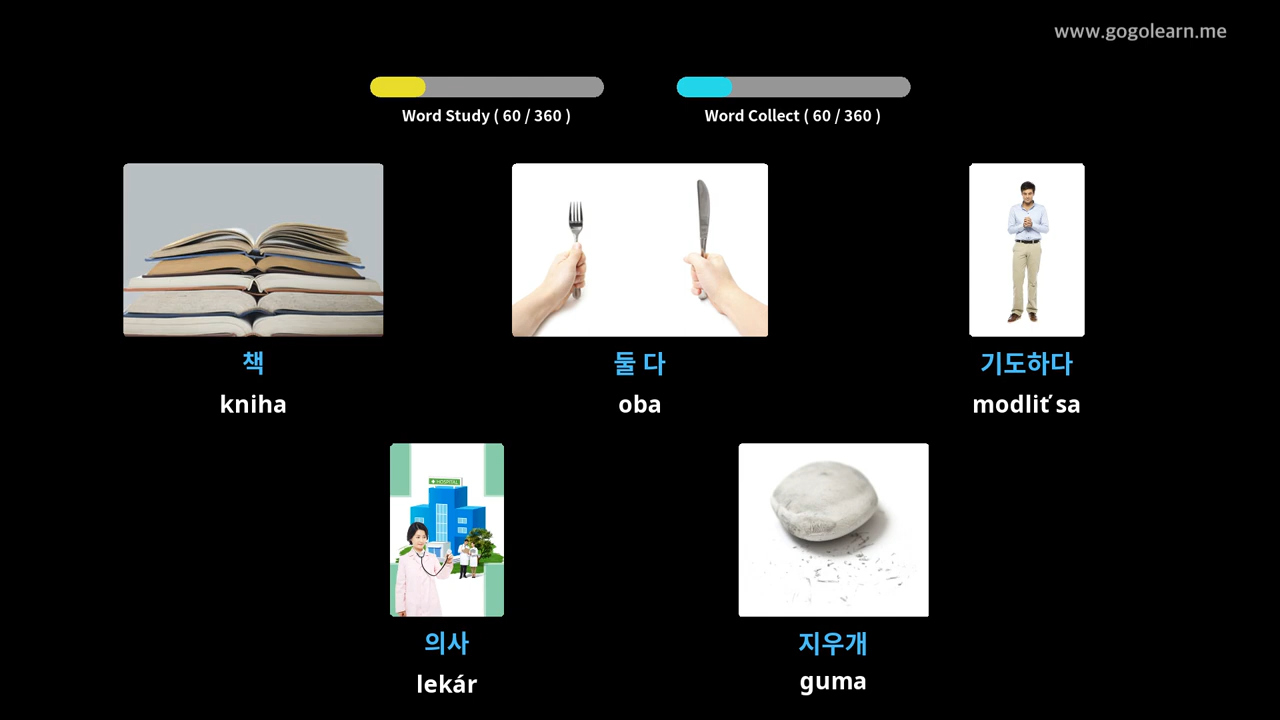 www.gogolearn.me
Word Study ( 60 / 360 )
Word Collect ( 60 / 360 )
책
kniha
둘 다
oba
기도하다
modliť sa
HOSPITAL
의사
lekár
지우개
guma